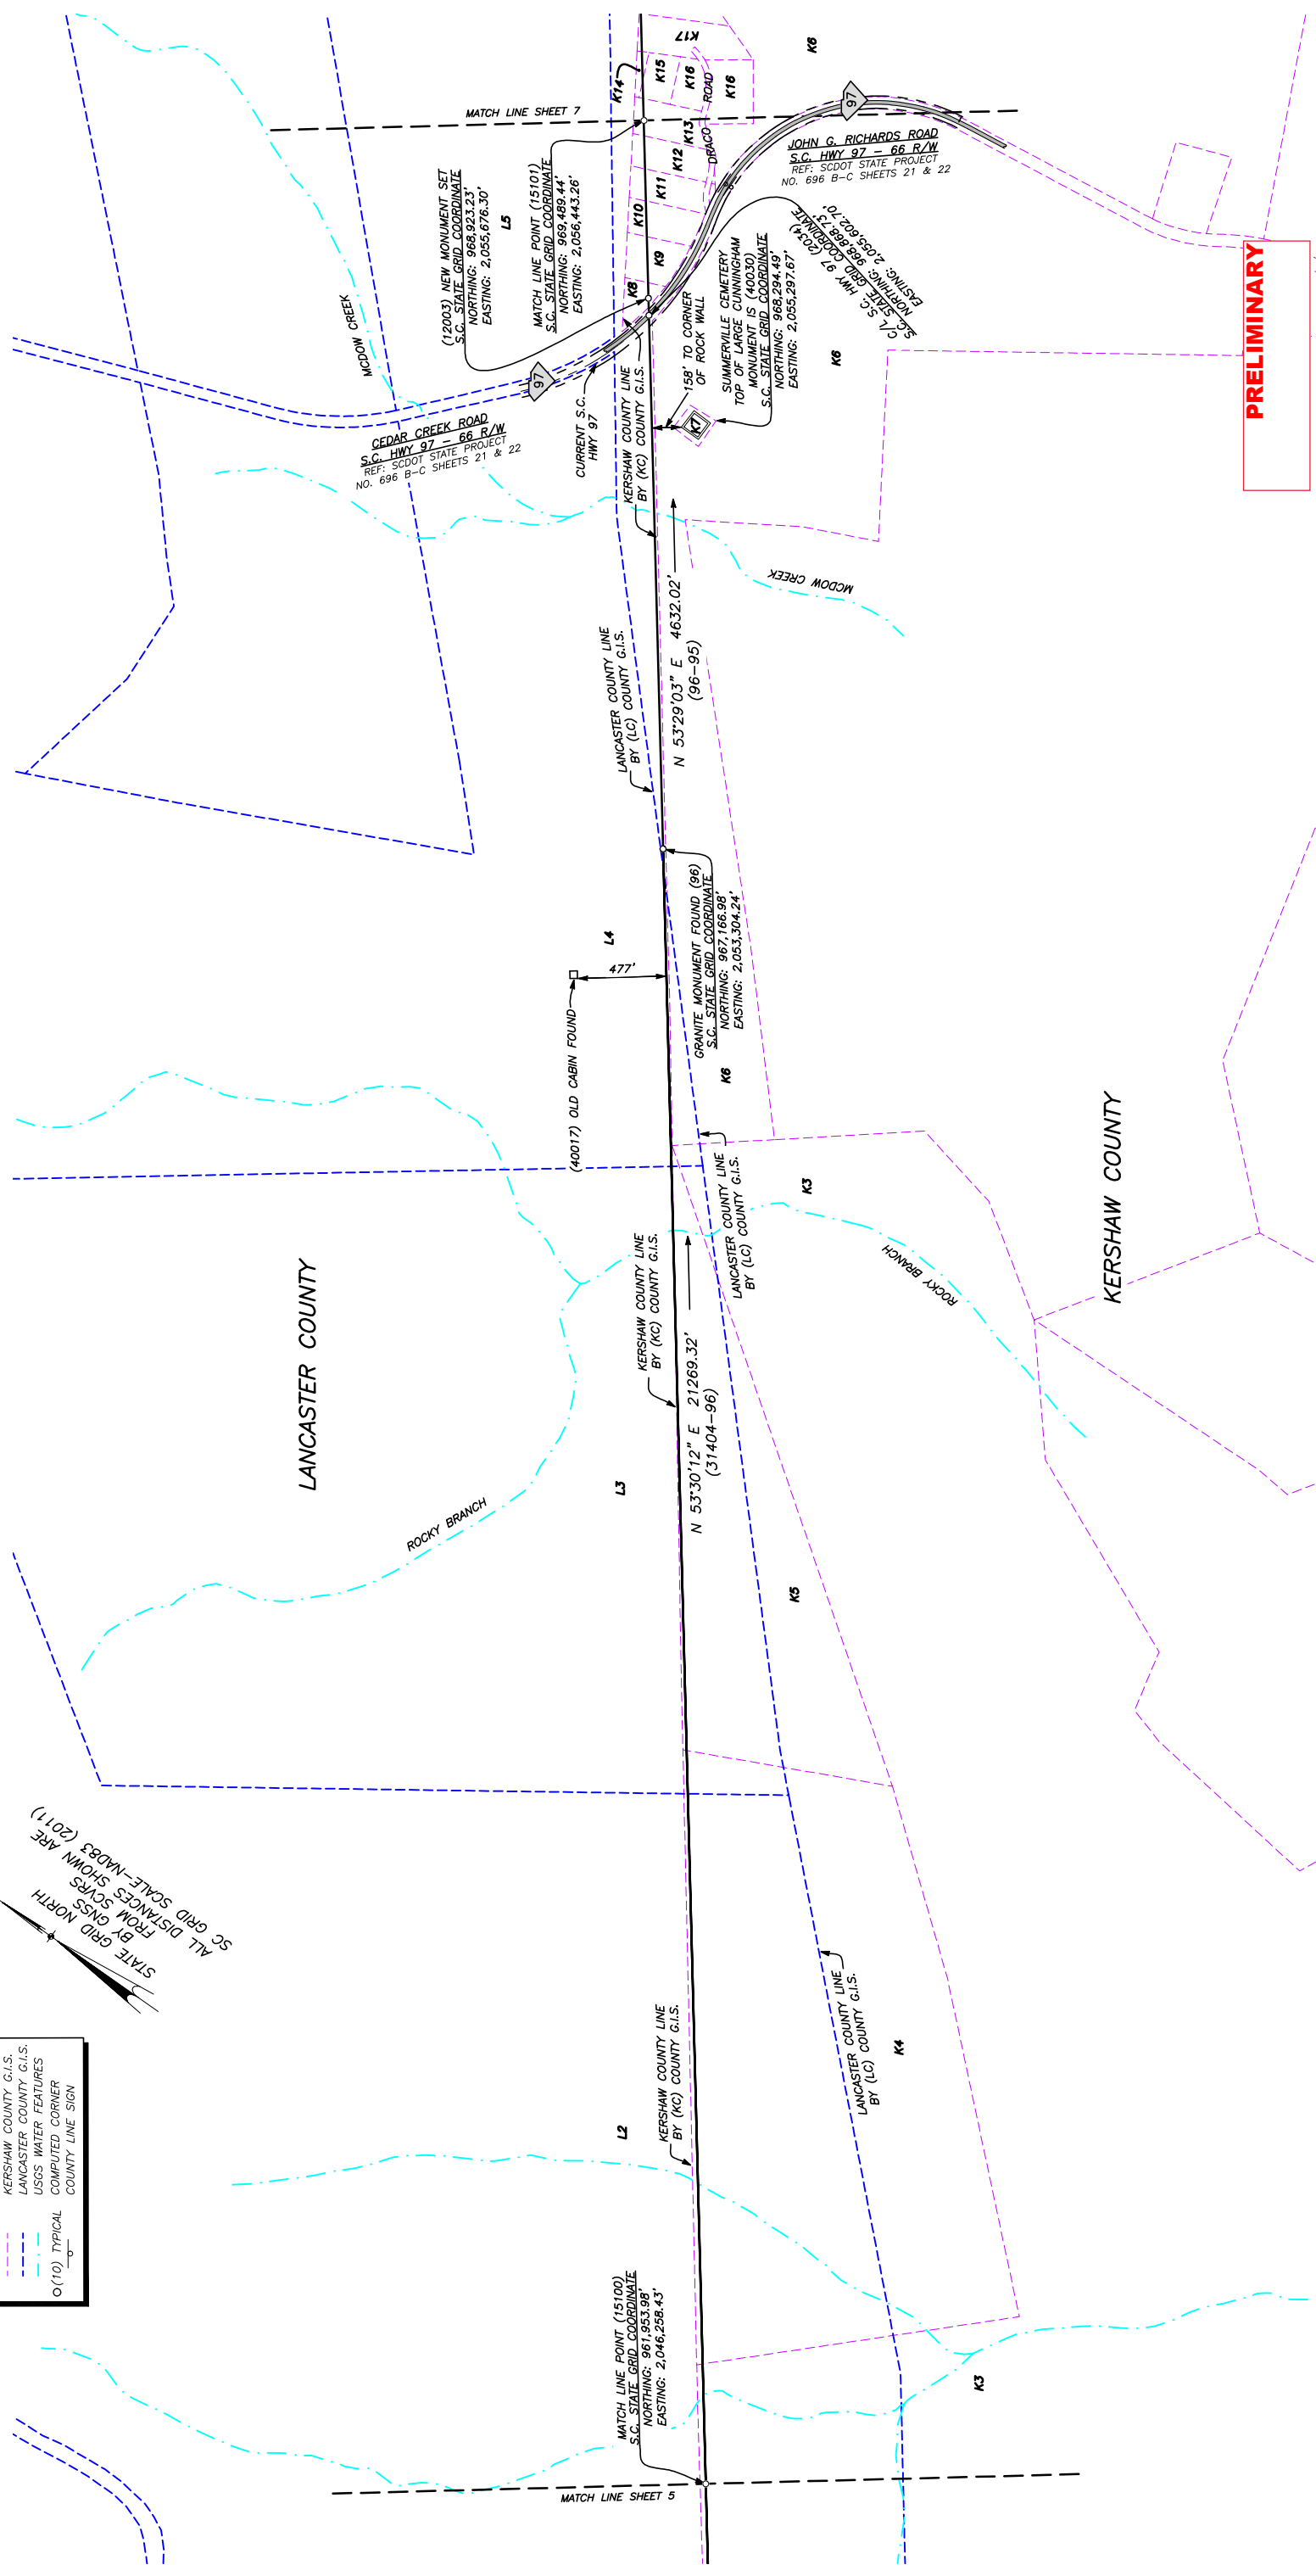 KERSHAW COUNTY G.I.S.
LANCASTER COUNTY G.I.S.
USGS WATER FEATURES
(10) TYPICAL COMPUTED CORNER
COUNTY LINE SIGN
STATE GRID NORTH
BY GNSS
FROM SCVRS
ALL DISTANCES SHOWN ARE
SC GRID SCALE-NAD83 (2011)
LANCASTER COUNTY
KERSHAW COUNTY
MATCH LINE SHEET 5
MATCH LINE POINT (15100)
S.C. STATE GRID COORDINATE
NORTHING: 961,953.98'
EASTING: 2,046,258.43'
L2
KERSHAW COUNTY LINE
BY (KC) COUNTY G.I.S.
LANCASTER COUNTY LINE
BY (LC) COUNTY G.I.S.
K4
K3
K5
L3
ROCKY BRANCH
N 53°30'12" E 21269.32'
(31404-96)
KERSHAW COUNTY LINE
BY (KC) COUNTY G.I.S.
LANCASTER COUNTY LINE
BY (LC) COUNTY G.I.S.
ROCKY BRANCH
K3
K6
(40017) OLD CABIN FOUND
477'
L4
GRANITE MONUMENT FOUND (96)
S.C. STATE GRID COORDINATE
NORTHING: 967,166.98'
EASTING: 2,053,304.24'
LANCASTER COUNTY LINE
BY (LC) COUNTY G.I.S.
N 53°29'03" E 4632.02'
(96-95)
MCDOW CREEK
CEDAR CREEK ROAD
S.C. HWY 97 - 66 R/W
REF: SCDOT STATE PROJECT
NO. 696 B-C SHEETS 21 & 22
MCDOW CREEK
97
CURRENT S.C.
HWY 97
KERSHAW COUNTY LINE
BY (KC) COUNTY G.I.S.
(12003) NEW MONUMENT SET
S.C. STATE GRID COORDINATE
NORTHING: 968,923.23'
EASTING: 2,055,676.30'
L5
MATCH LINE POINT (15101)
S.C. STATE GRID COORDINATE
NORTHING: 969,489.44'
EASTING: 2,056,443.26'
MATCH LINE SHEET 7
158' TO CORNER
OF ROCK WALL
K7
SUMMERVILLE CEMETERY
TOP OF LARGE CUNNINGHAM
MONUMENT IS (40030)
S.C. STATE GRID COORDINATE
NORTHING: 968,294.49'
EASTING: 2,055,297.67'
C/L S.C. HWY 97 (2034)
S.C. STATE GRID COORDINATE
NORTHING: 968,868.73'
EASTING: 2,055,602.70'
K6
K8
K9
K10
K11
K12
K13
K14
K15
K16
K16
K17
DRACO ROAD
K6
97
JOHN G. RICHARDS ROAD
S.C. HWY 97 - 66 R/W
REF: SCDOT STATE PROJECT
NO. 696 B-C SHEETS 21 & 22
PRELIMINARY